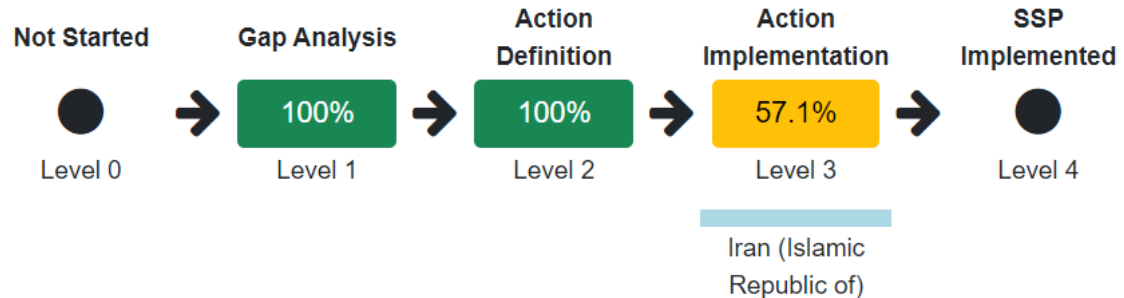 Not Started
Gap Analysis
Action
Definition
Action
Implementation
SSP
Implemented
100%
100%
57.1%
Level 0
Level 1
Level 2
Level 3
Level 4
Iran (Islamic
Republic of)